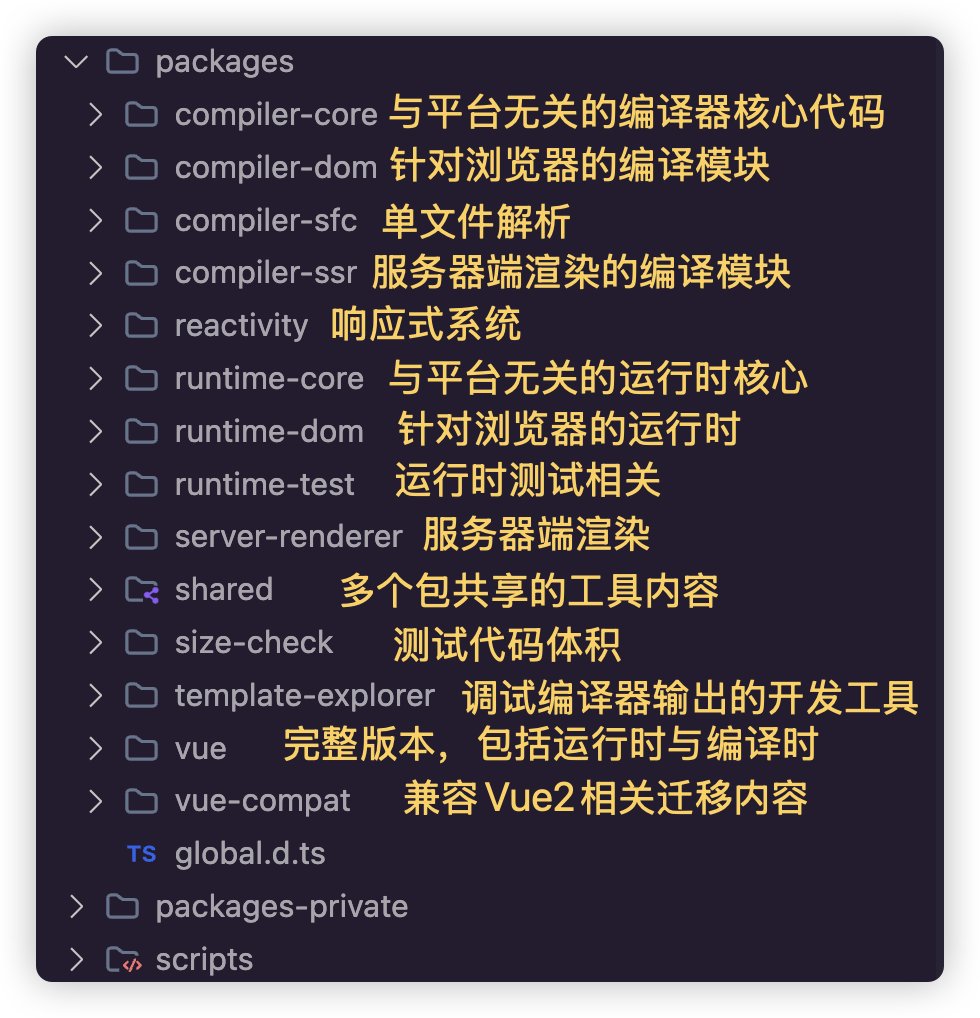 packages
compiler-core 与平台无关的编译器核心代码
compiler-dom 针对浏览器的编译模块
compiler-sfc 单文件解析
compiler-ssr 服务器端渲染的编译模块
reactivity 响应式系统
runtime-core 与平台无关的运行时核心
runtime-dom 针对浏览器的运行时
runtime-test 运行时测试相关
server-renderer 服务器端渲染
shared 多个包共享的工具内容
size-check 测试代码体积
template-explorer 调试编译器输出的开发工具
vue 完整版本，包括运行时与编译时
vue-compat 兼容Vue2相关迁移内容
TS global.d.ts
packages-private
scripts